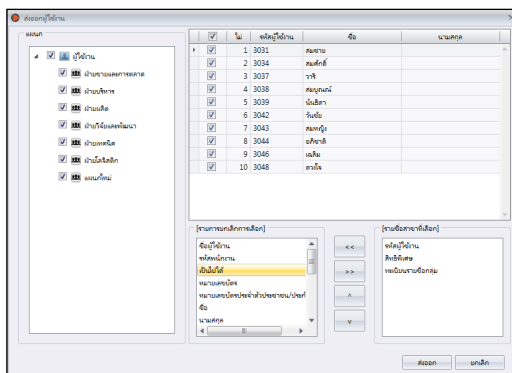 ส่งออกผู้ใช้งาน
แผนก
ผู้ใช้งาน
ฝ่ายขายและการตลาด
ฝ่ายบริหาร
ฝ่ายผลิต
ฝ่ายวิจัยและพัฒนา
ฝ่ายเทคนิค
ฝ่ายโลจิสติก
แผนกใหม่
ไม่ รหัสผู้ใช้งาน ชื่อ นามสกุล
1 3031 สมชาย
2 3034 สมศักดิ์
3 3037 วารี
4 3038 สมบูรณณ์
5 3039 นันธิดา
6 3042 วันชัย
7 3043 สมหญิง
8 3044 อภิชาติ
9 3046 เฉลิม
10 3048 ดวงใจ
[รายการยกเลิกการเลือก]
ชื่อผู้ใช้งาน
รหัสพนักงาน
เป็นไปได้
หมายเลขบัตร
หมายเลขบัตรประจำตัวประชาชน/ประก
ชื่อ
นามสกุล
<<
>>
^
v
[รายชื่อสาขาที่เลือก]
รหัสผู้ใช้งาน
สิทธิพิเศษ
ทะเบียนรายชื่อกลุ่ม
ส่งออก
ยกเลิก